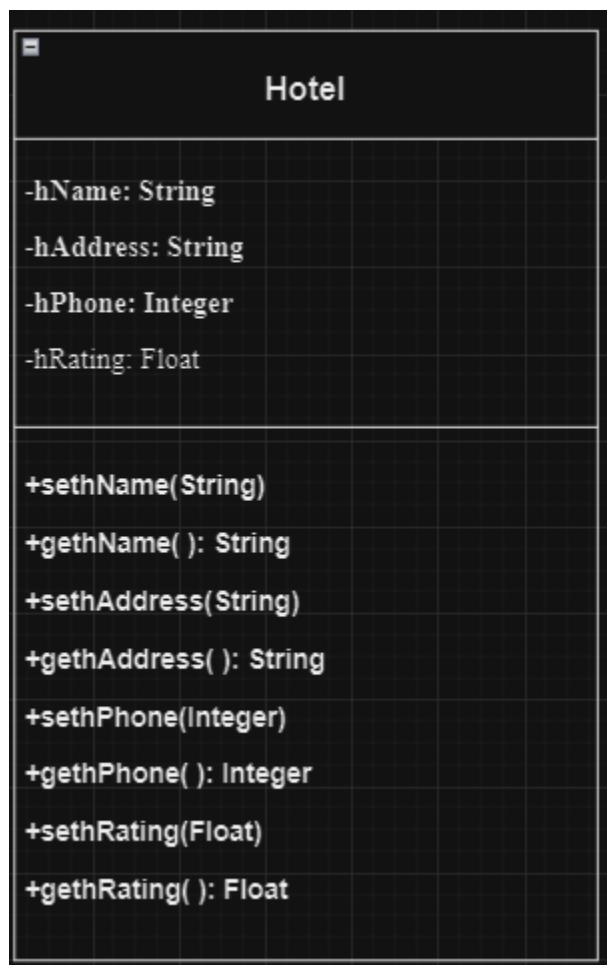 Hotel
-hName: String
-hAddress: String
-hPhone: Integer
-hRating: Float
+sethName(String)
+gethName( ): String
+sethAddress(String)
+gethAddress( ): String
+sethPhone(Integer)
+gethPhone( ): Integer
+sethRating(Float)
+gethRating( ): Float